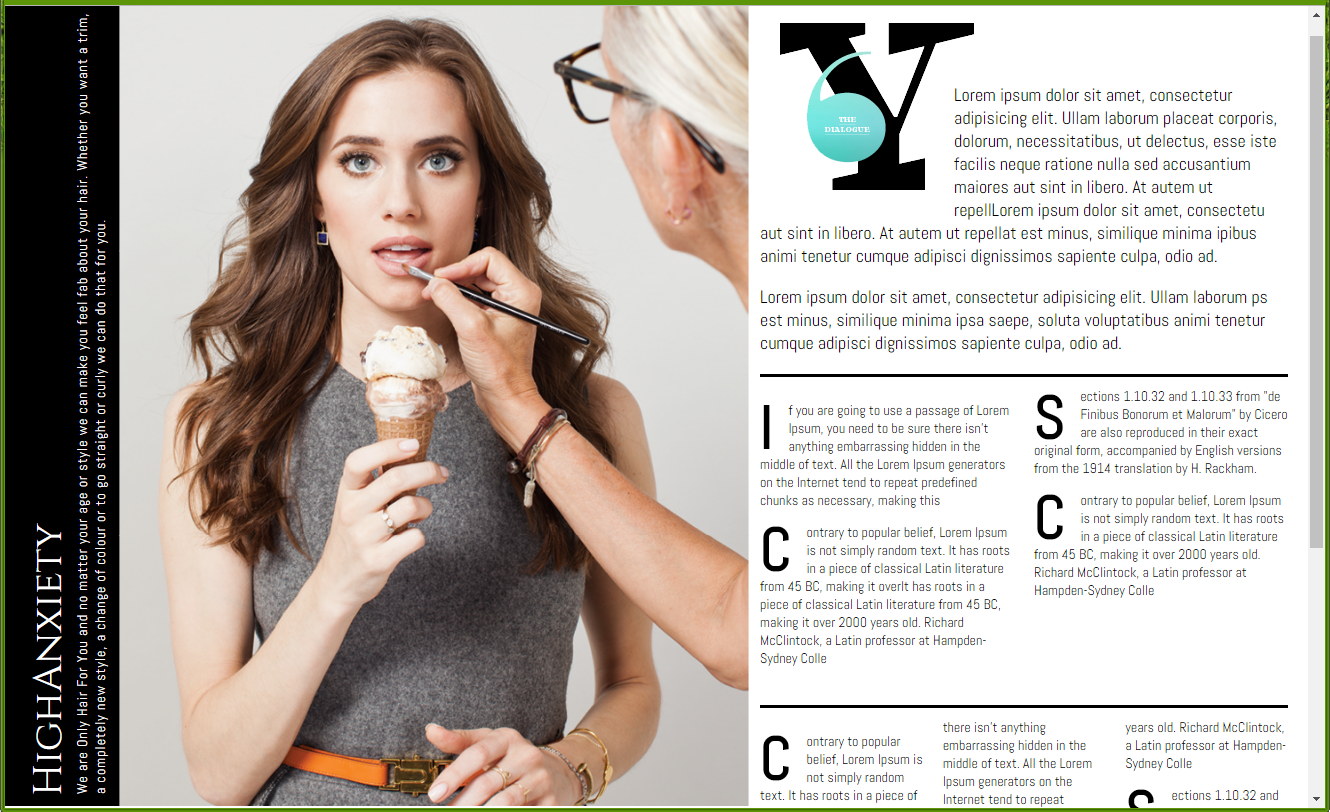 HIGHANXIETY
We are Only Hair For You and no matter your age or style we can make you feel fab about your hair. Whether you want a trim,
a completely new style, a change of colour or to go straight or curly we can do that for you.
Y
THE
DIALOGUE
Lorem ipsum dolor sit amet, consectetur
adipisicing elit. Ullam laborum placeat corporis,
dolorum, necessitatibus, ut delectus, esse iste
facilis neque ratione nulla sed accusantium
maiores aut sint in libero. At autem ut
repellLorem ipsum dolor sit amet, consectetu
aut sint in libero. At autem ut repellat est minus, similique minima ipibus
animi tenetur cumque adipisci dignissimos sapiente culpa, odio ad.
Lorem ipsum dolor sit amet, consectetur adipisicing elit. Ullam laborum ps
est minus, similique minima ipsa saepe, soluta voluptatibus animi tenetur
cumque adipisci dignissimos sapiente culpa, odio ad.
If you are going to use a passage of Lorem
Ipsum, you need to be sure there isn't
anything embarrassing hidden in the
middle of text. All the Lorem Ipsum generators
on the Internet tend to repeat predefined
chunks as necessary, making this
Contrary to popular belief, Lorem Ipsum
is not simply random text. It has roots
in a piece of classical Latin literature
from 45 BC, making it overIt has roots in a
piece of classical Latin literature from 45 BC,
making it over 2000 years old. Richard
McClintock, a Latin professor at Hampden-
Sydney Colle
Sections 1.10.32 and 1.10.33 from "de
Finibus Bonorum et Malorum" by Cicero
are also reproduced in their exact
original form, accompanied by English versions
from the 1914 translation by H. Rackham.
Contrary to popular belief, Lorem Ipsum
is not simply random text. It has roots
in a piece of classical Latin literature
from 45 BC, making it over 2000 years old.
Richard McClintock, a Latin professor at
Hampden-Sydney Colle
Contrary to popular
belief, Lorem Ipsum is
not simply random
text. It has roots in a piece of
there isn't anything
embarrassing hidden in the
middle of text. All the Lorem
Ipsum generators on the
Internet tend to repeat
years old. Richard McClintock,
a Latin professor at Hampden-
Sydney Colle
Sections 1.10.32 and